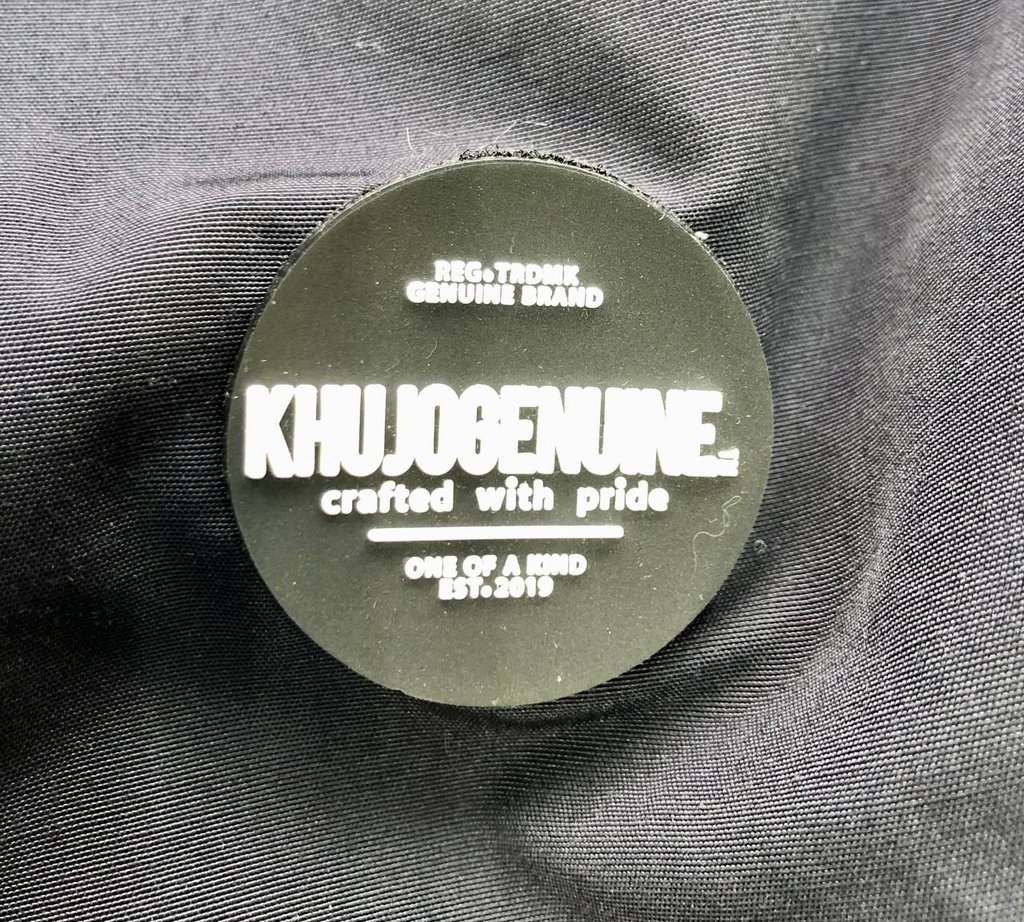 REG. TRDMK
GENUINE BRAND
KHUJOGENUINE
crafted with pride
ONE OF A KIND
EST. 2019